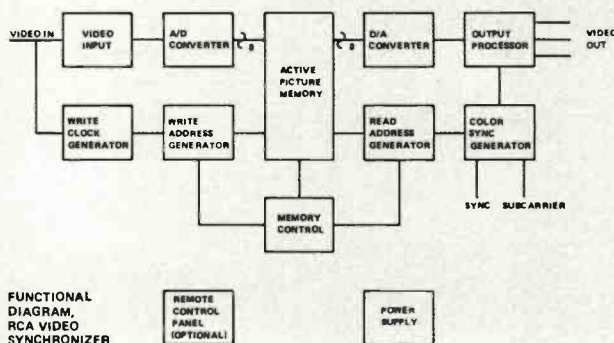 VIDEO IN
VIDEO
INPUT
A/D
CONVERTER
8
ACTIVE
PICTURE
MEMORY
8
D/A
CONVERTER
OUTPUT
PROCESSOR
VIDEO
OUT
WRITE
CLOCK
GENERATOR
WRITE
ADDRESS
GENERATOR
READ
ADDRESS
GENERATOR
COLOR
SYNC
GENERATOR
SYNC SUBCARRIER
MEMORY
CONTROL
FUNCTIONAL
DIAGRAM,
RCA VIDEO
SYNCHRONIZER
REMOTE
CONTROL
PANEL
(OPTIONAL)
POWER
SUPPLY